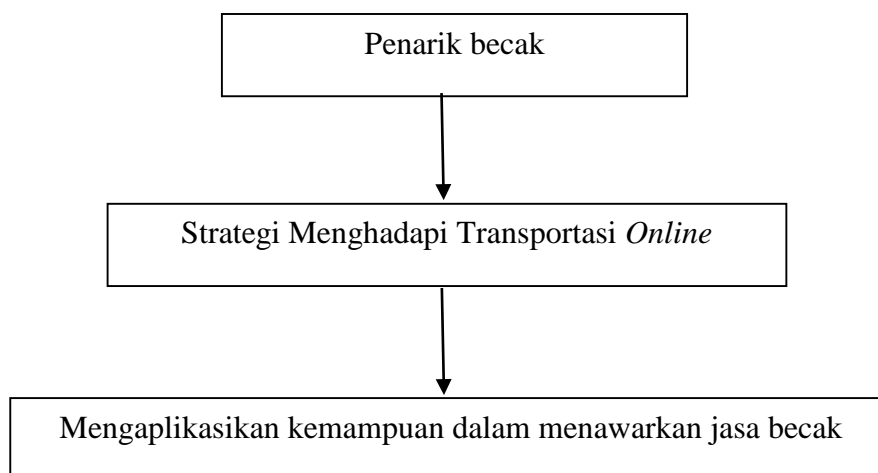 Penarik becak
Strategi Menghadapi Transportasi Online
Mengaplikasikan kemampuan dalam menawarkan jasa becak